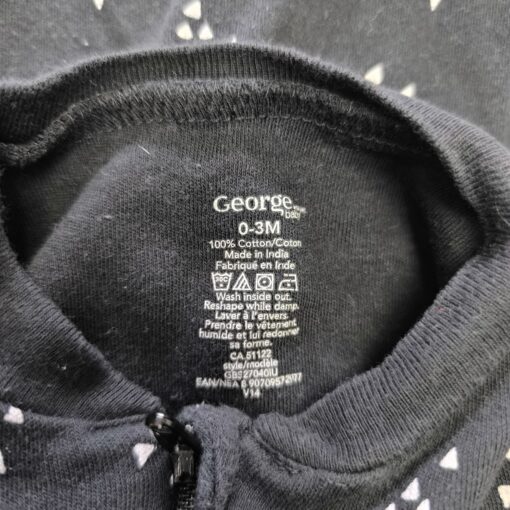 George baby
0-3M
100% Cotton/Coton
Made in India
Fabriqué en Inde
Wash inside out.
Reshape while damp.
Laver à l'envers.
Prendre le vêtement
humide et lui redonner
sa forme.
CA 51122
style/modèle
GBS27040IU
EAN/NEA
V14